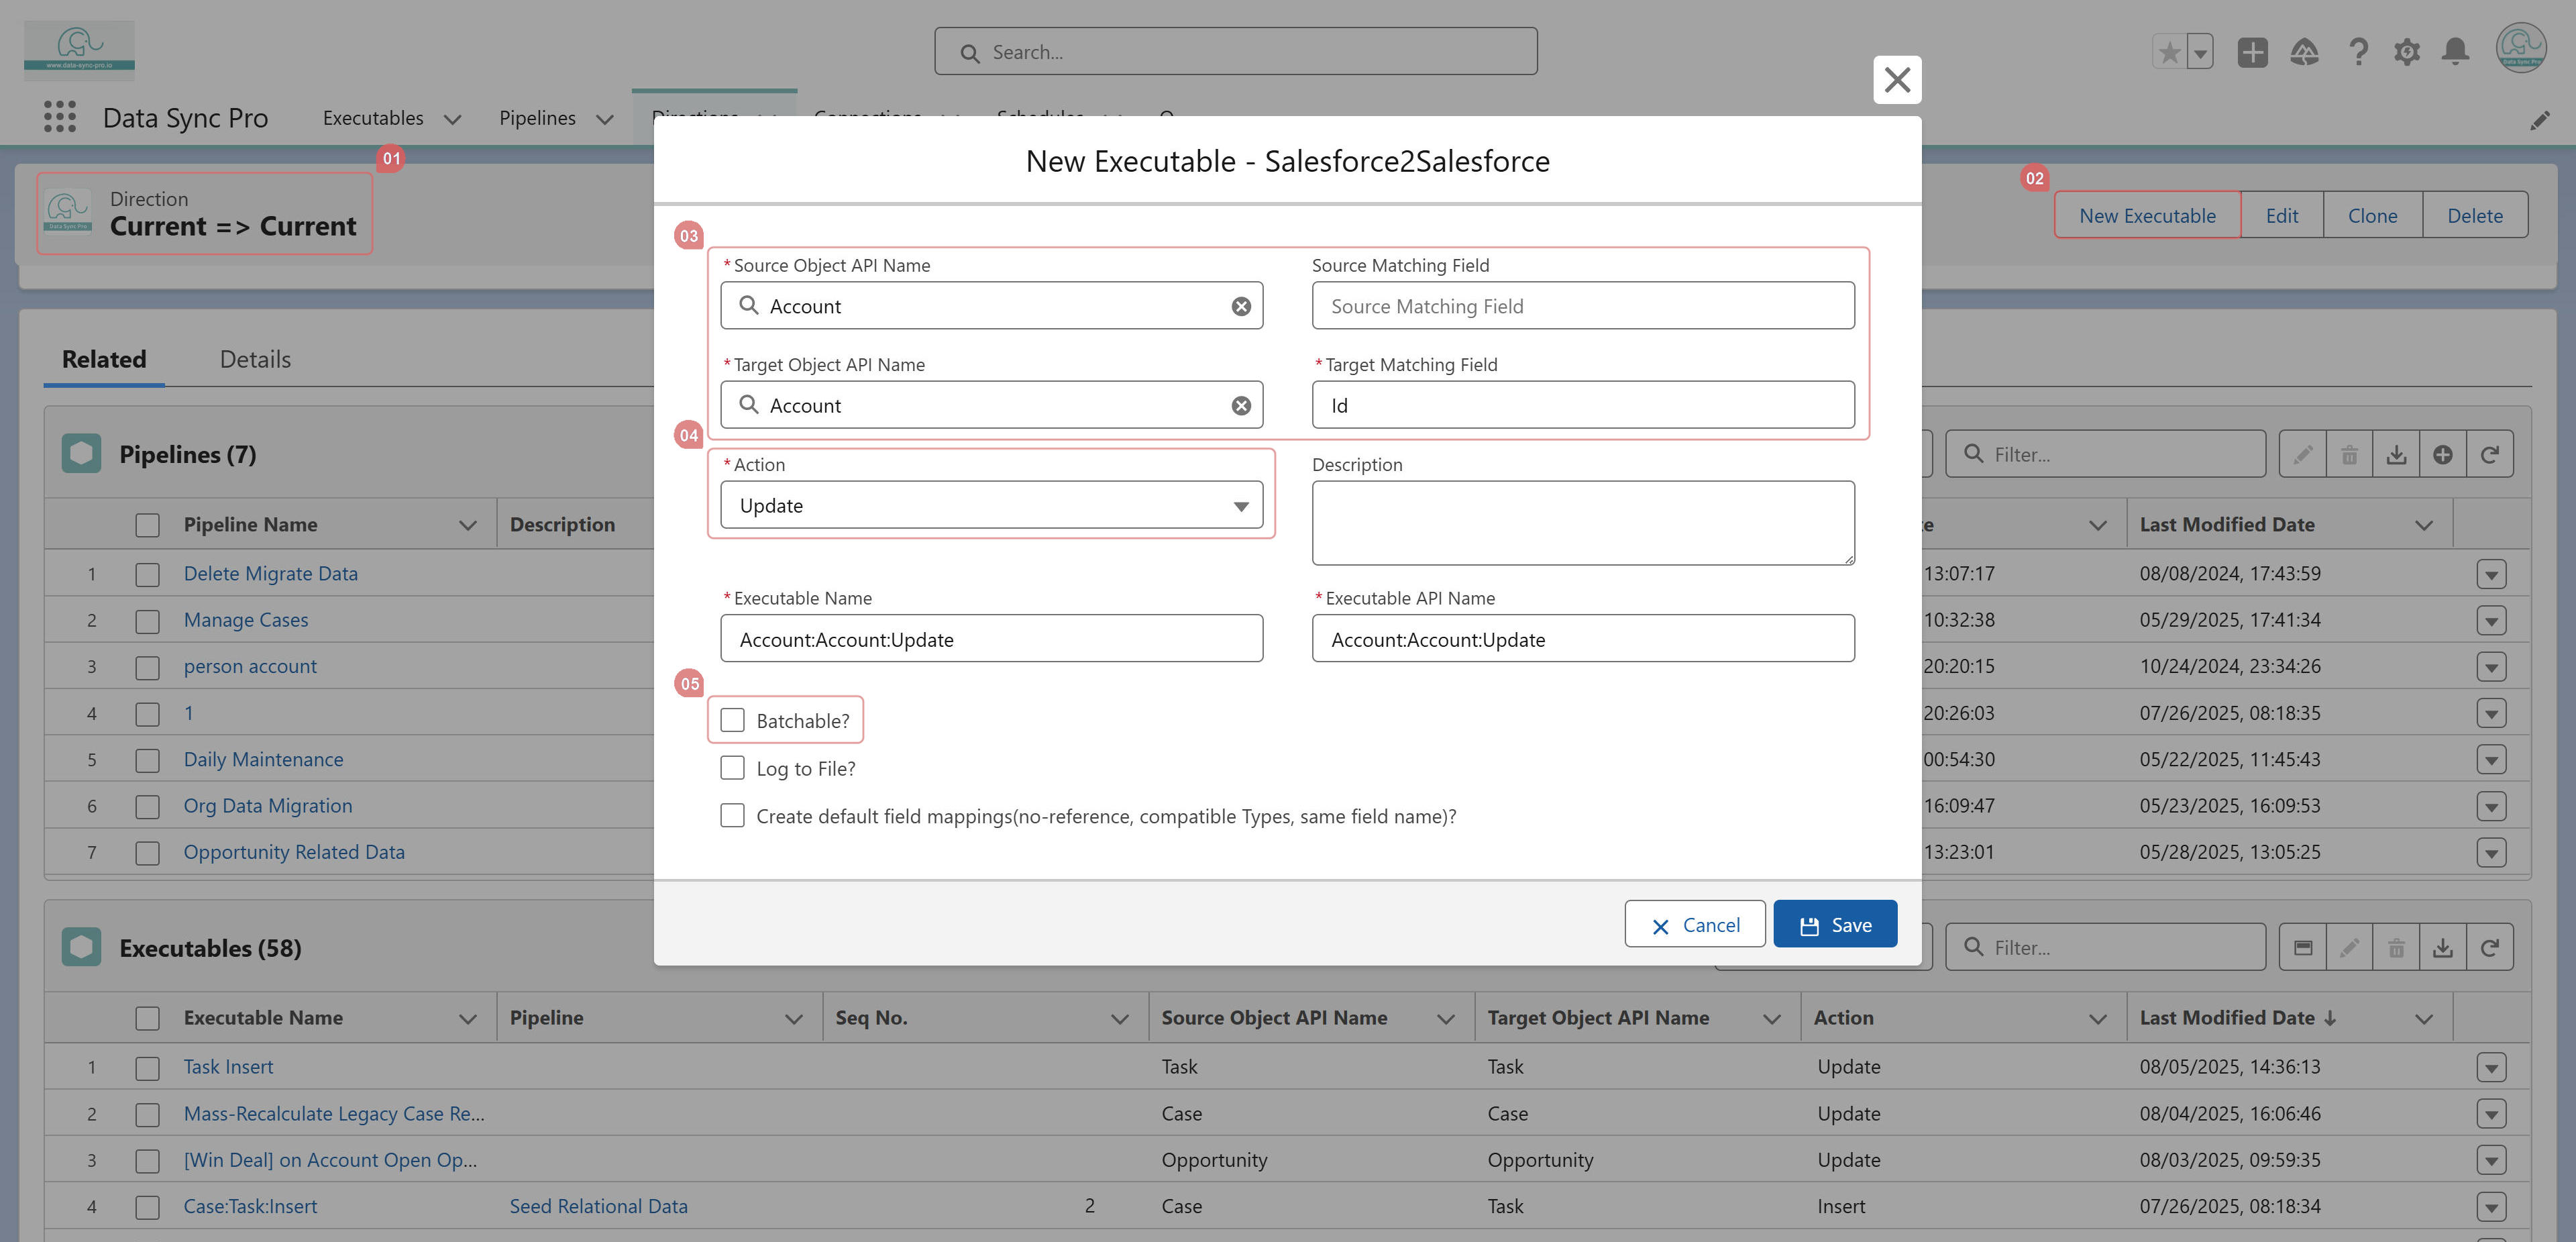 www.data-sync-pro.io
Search...
Data Sync Pro
Data Sync Pro
Executables
Pipelines
Directions
Connections
Schedules
01
Data Sync Pro
Direction
Current => Current
02
New Executable
Edit
Clone
Delete
New Executable - Salesforce2Salesforce
03
*Source Object API Name
Source Matching Field
Account
Source Matching Field
*Target Object API Name
*Target Matching Field
Account
Id
04
*Action
Description
Update
*Executable Name
*Executable API Name
Account:Account:Update
Account:Account:Update
05
Batchable?
Log to File?
Create default field mappings(no-reference, compatible Types, same field name)?
Cancel
Save
Related
Details
Pipelines (7)
Filter...
Pipeline Name
Description
Last Modified Date
1 Delete Migrate Data 13:07:17 08/08/2024, 17:43:59
2 Manage Cases 10:32:38 05/29/2025, 17:41:34
3 person account 20:20:15 10/24/2024, 23:34:26
4 1 20:26:03 07/26/2025, 08:18:35
5 Daily Maintenance 00:54:30 05/22/2025, 11:45:43
6 Org Data Migration 16:09:47 05/23/2025, 16:09:53
7 Opportunity Related Data 13:23:01 05/28/2025, 13:05:25
Executables (58)
Filter...
Executable Name Pipeline Seq No. Source Object API Name Target Object API Name Action Last Modified Date
1 Task Insert Task Task Update 08/05/2025, 14:36:13
2 Mass-Recalculate Legacy Case Re... Case Case Update 08/04/2025, 16:06:46
3 [Win Deal] on Account Open Op... Opportunity Opportunity Update 08/03/2025, 09:59:35
4 Case:Task:Insert Seed Relational Data 2 Case Task Insert 07/26/2025, 08:18:34